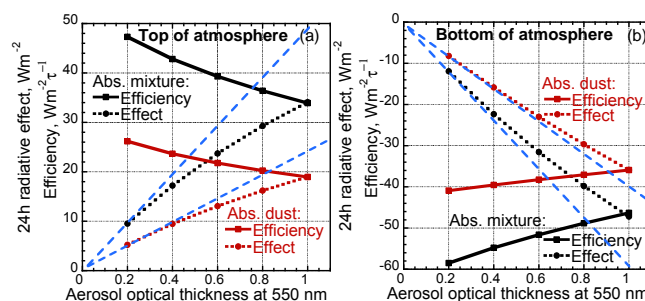 Top of atmosphere (a)
24h radiative effect, Wm-2
Efficiency, Wm-2τ-1
50
40
30
20
10
0
Abs. mixture:
Efficiency
Effect
Abs. dust:
Efficiency
Effect
0 0.2 0.4 0.6 0.8 1.0
Aerosol optical thickness at 550 nm
Bottom of atmosphere (b)
24h radiative effect, Wm-2
Efficiency, Wm-2τ-1
0
-10
-20
-30
-40
-50
-60
Abs. dust:
Efficiency
Effect
Abs. mixture:
Efficiency
Effect
0 0.2 0.4 0.6 0.8 1.0
Aerosol optical thickness at 550 nm